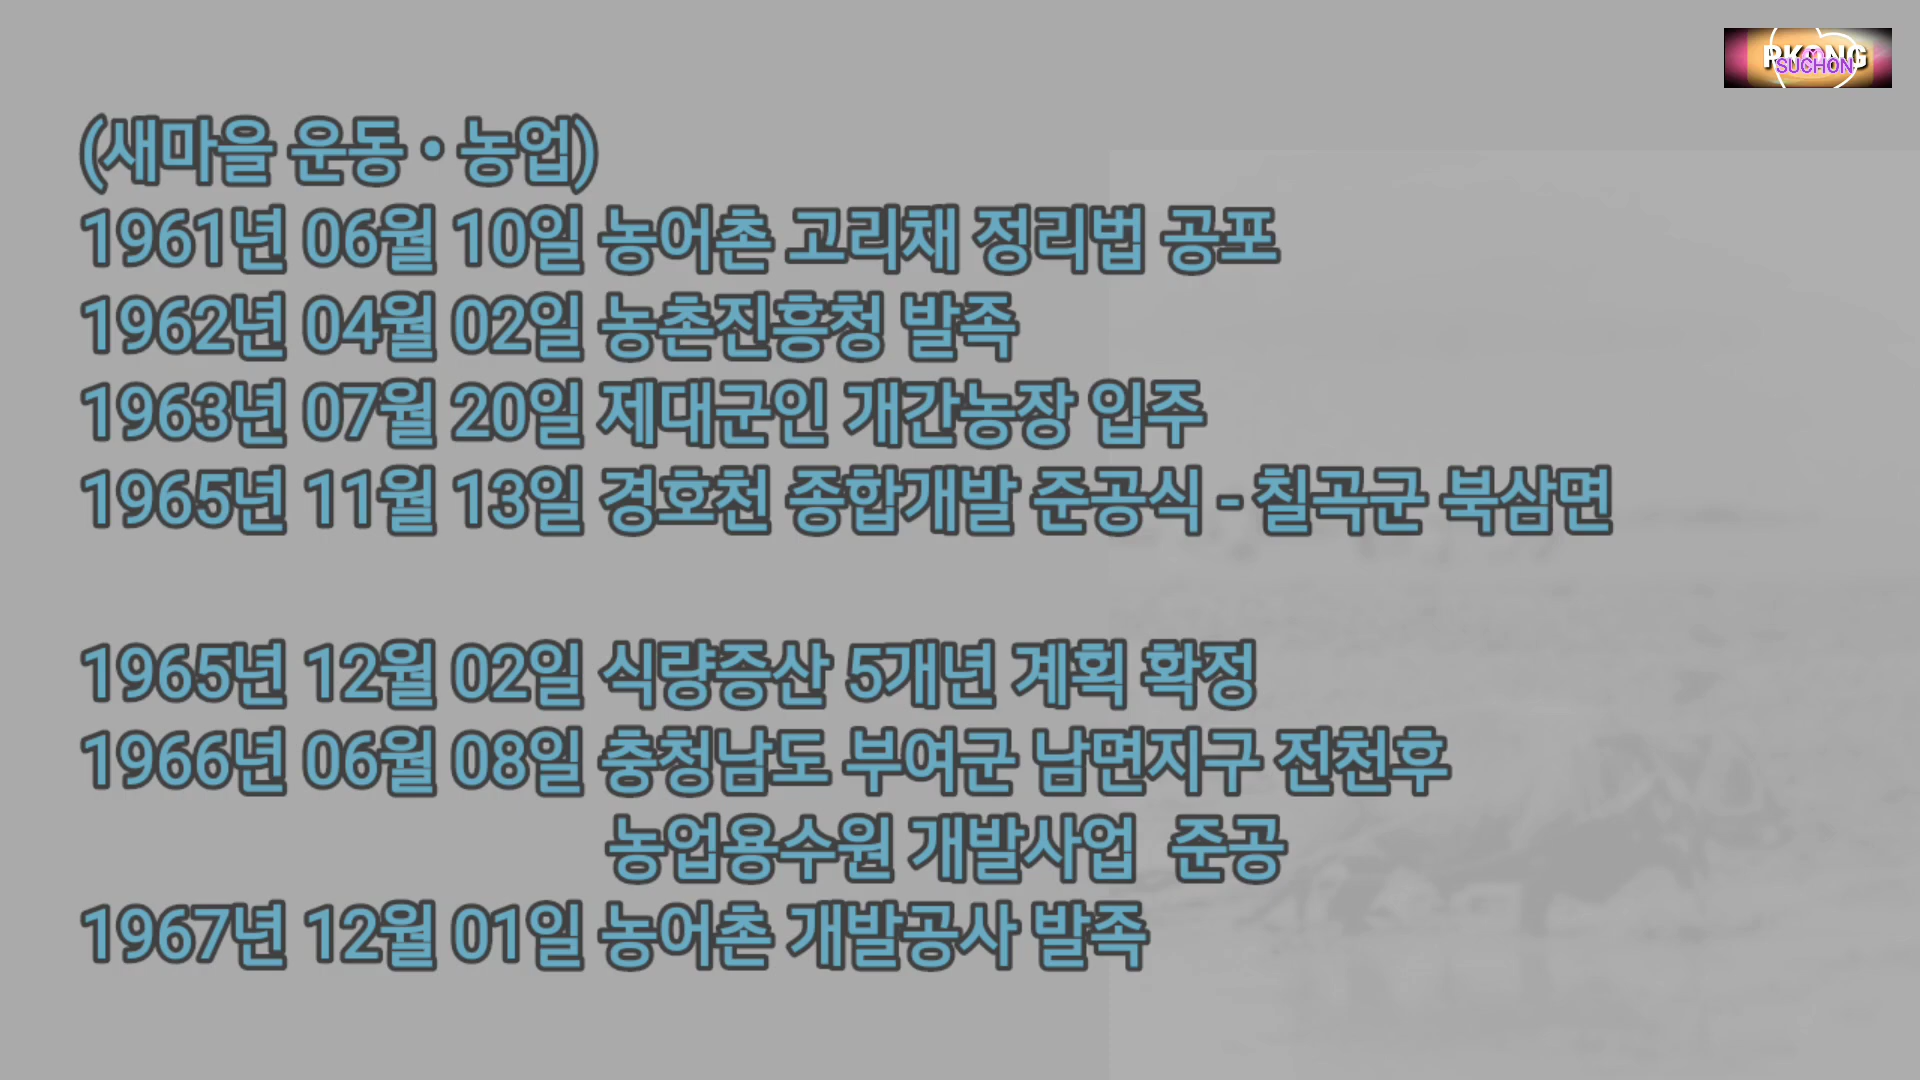 RKONG
SUCHON
(새마을 운동 • 농업)
1961년 06월 10일 농어촌 고리채 정리법 공포
1962년 04월 02일 농촌진흥청 발족
1963년 07월 20일 제대군인 개간농장 입주
1965년 11월 13일 경호천 종합개발 준공식 - 칠곡군 북삼면
1965년 12월 02일 식량증산 5개년 계획 확정
1966년 06월 08일 충청남도 부여군 남면지구 전천후
농업용수원 개발사업 준공
1967년 12월 01일 농어촌 개발공사 발족